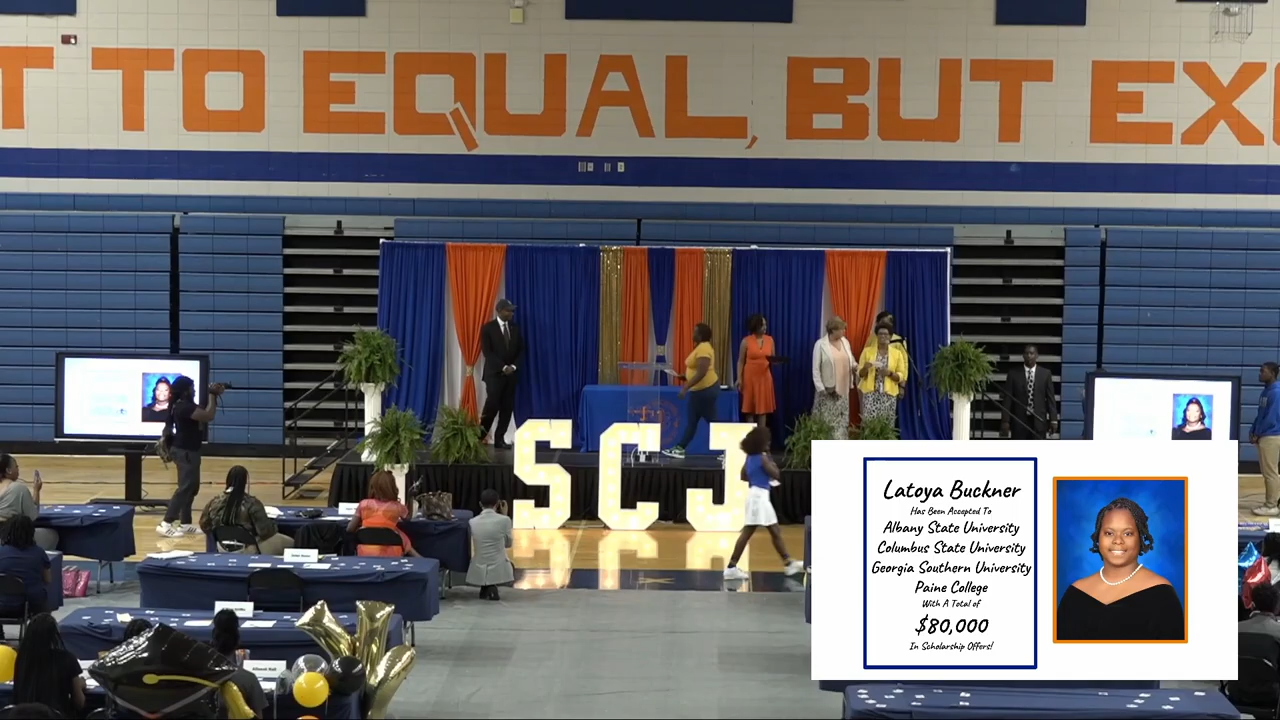 T TO EQUAL, BUT EX
SCJ
Latoya Buckner
Has Been Accepted To
Albany State University
Columbus State University
Georgia Southern University
Paine College
With A Total of
$80,000
In Scholarship Offers!